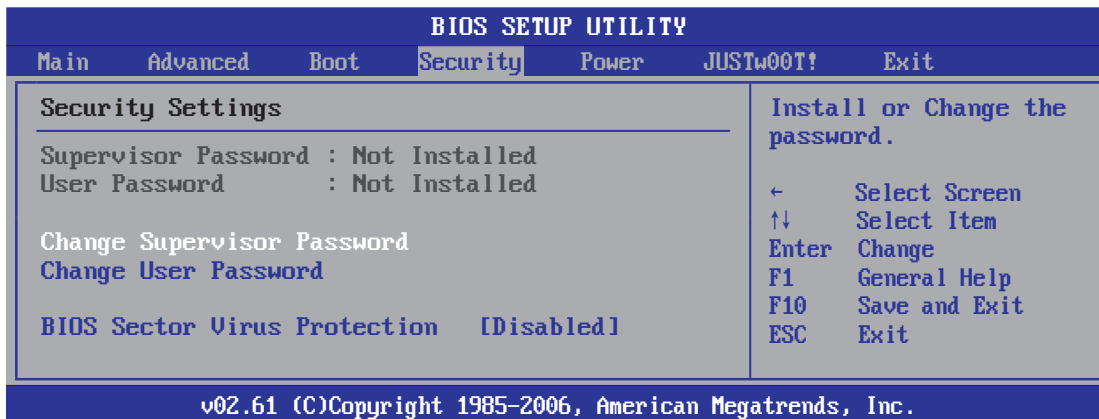 BIOS SETUP UTILITY
Main Advanced Boot Security Power JUSTw00T! Exit
Security Settings
Supervisor Password : Not Installed
User Password : Not Installed
Change Supervisor Password
Change User Password
BIOS Sector Virus Protection [Disabled]
Install or Change the
password.
← Select Screen
↑↓ Select Item
Enter Change
F1 General Help
F10 Save and Exit
ESC Exit
v02.61 (C)Copyright 1985-2006, American Megatrends, Inc.